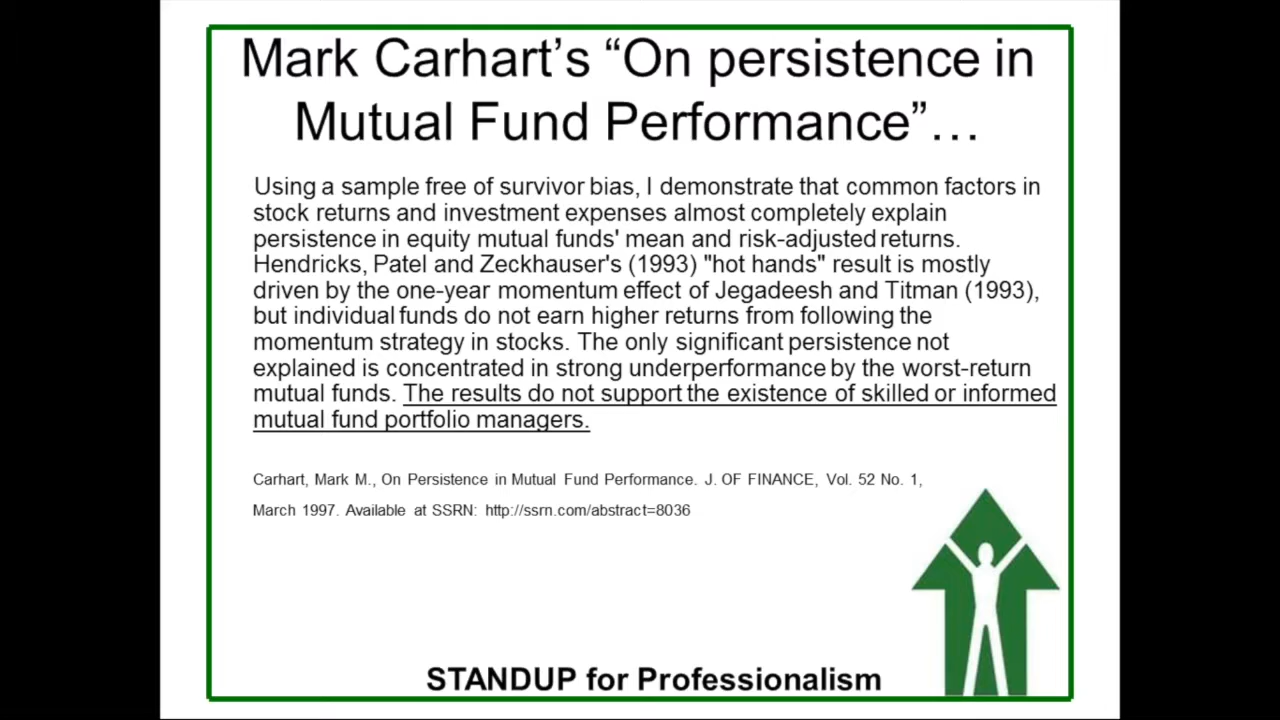 Mark Carhart’s “On persistence in
Mutual Fund Performance”…
Using a sample free of survivor bias, I demonstrate that common factors in
stock returns and investment expenses almost completely explain
persistence in equity mutual funds' mean and risk-adjusted returns.
Hendricks, Patel and Zeckhauser's (1993) "hot hands" result is mostly
driven by the one-year momentum effect of Jegadeesh and Titman (1993),
but individual funds do not earn higher returns from following the
momentum strategy in stocks. The only significant persistence not
explained is concentrated in strong underperformance by the worst-return
mutual funds. The results do not support the existence of skilled or informed
mutual fund portfolio managers.
Carhart, Mark M., On Persistence in Mutual Fund Performance. J. OF FINANCE, Vol. 52 No. 1,
March 1997. Available at SSRN: http://ssrn.com/abstract=8036
STANDUP for Professionalism